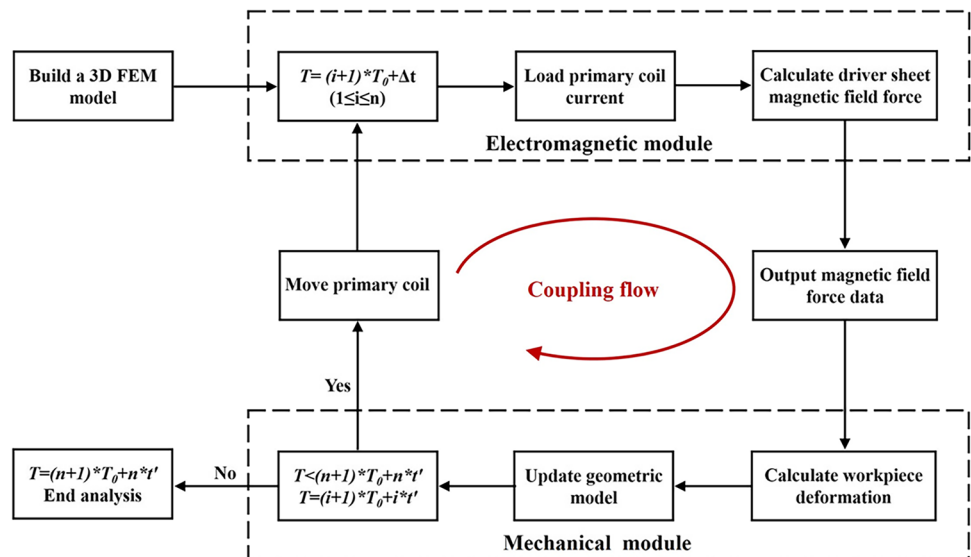 Build a 3D FEM
model
T= (i+1)*T₀+Δt
(1≤i≤n)
Load primary coil
current
Calculate driver sheet
magnetic field force
Electromagnetic module
Move primary coil
Coupling flow
Output magnetic field
force data
Yes
T=(n+1)*T₀+n*t'
End analysis
No
T<(n+1)*T₀+n*t'
T=(i+1)*T₀+i*t'
Update geometric
model
Calculate workpiece
deformation
Mechanical module